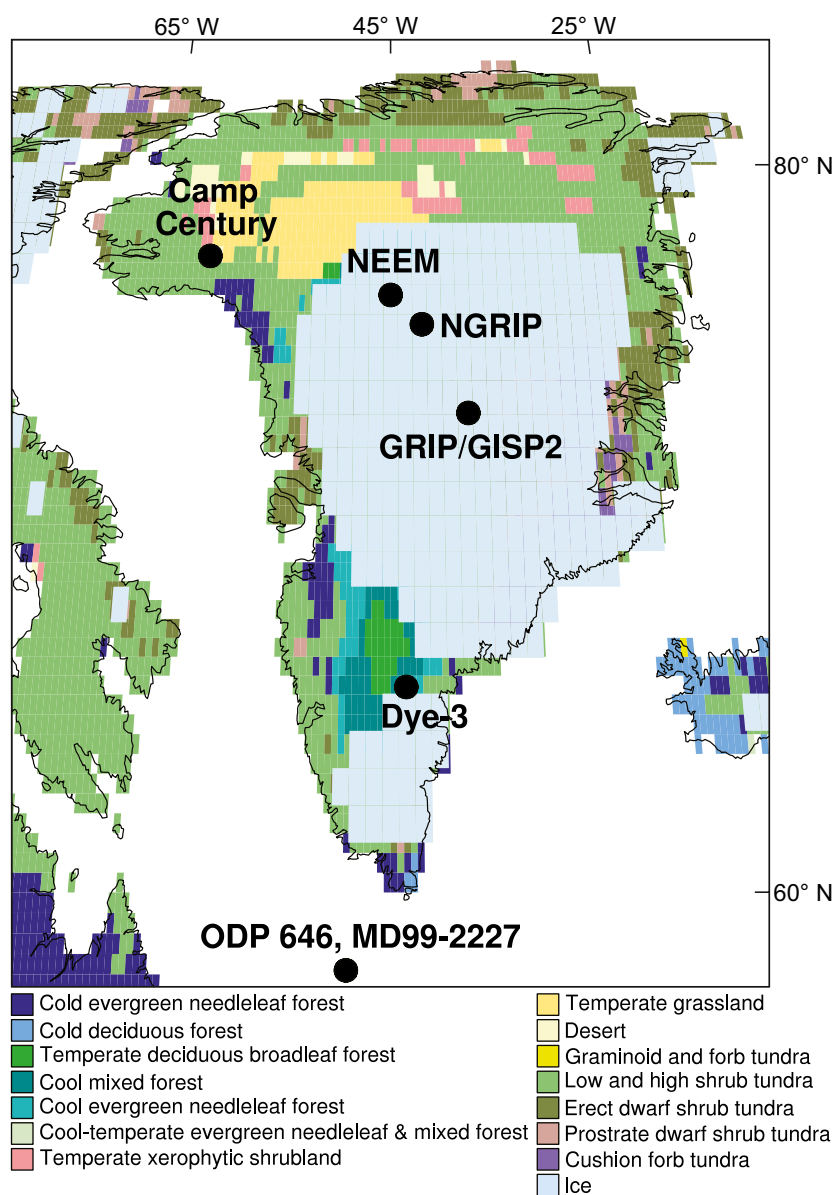 65° W
45° W
25° W
80° N
Camp
Century
NEEM
NGRIP
GRIP/GISP2
Dye-3
60° N
ODP 646, MD99-2227
Cold evergreen needleleaf forest
Cold deciduous forest
Temperate deciduous broadleaf forest
Cool mixed forest
Cool evergreen needleleaf forest
Cool-temperate evergreen needleleaf & mixed forest
Temperate xerophytic shrubland
Temperate grassland
Desert
Graminoid and forb tundra
Low and high shrub tundra
Erect dwarf shrub tundra
Prostrate dwarf shrub tundra
Cushion forb tundra
Ice